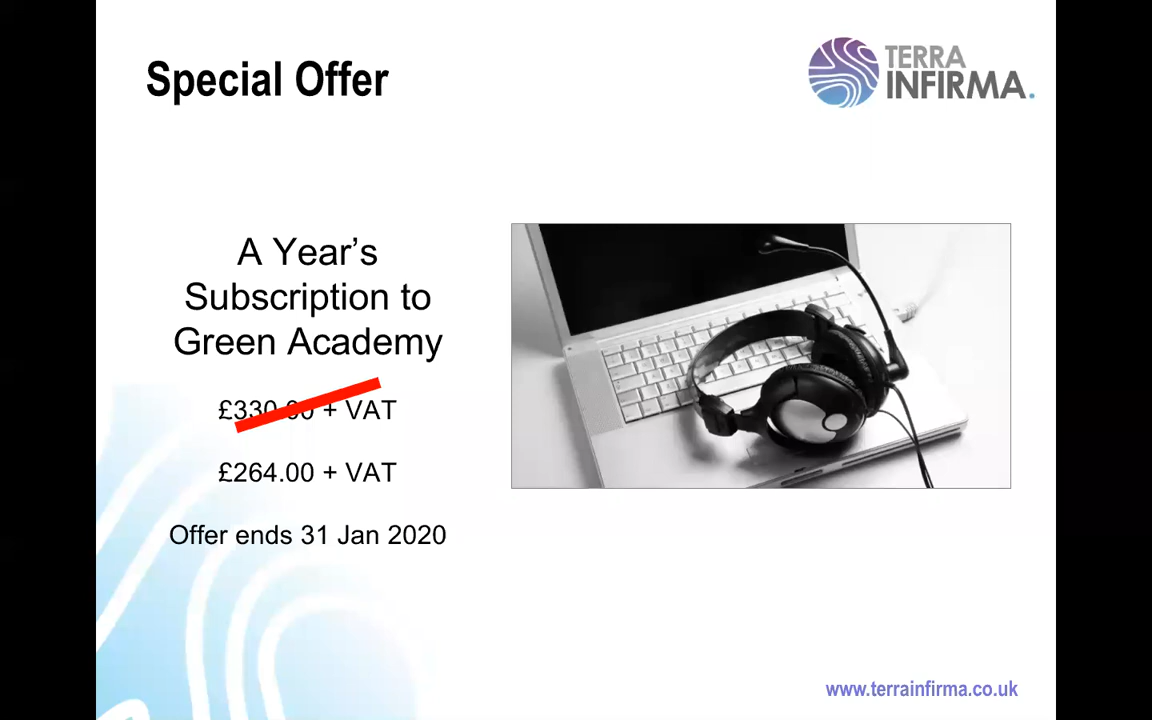 Special Offer
TERRA
INFIRMA.
A Year's
Subscription to
Green Academy
£330.00 + VAT
£264.00 + VAT
Offer ends 31 Jan 2020
www.terrainfirma.co.uk